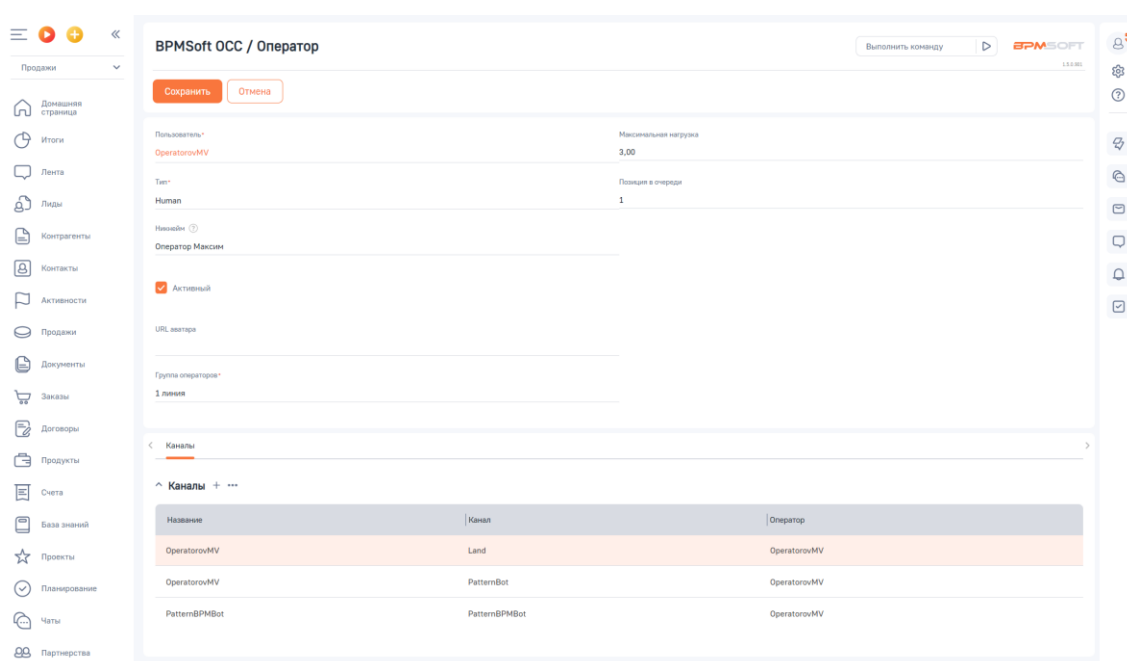 BPMSoft OCC / Оператор
Выполнить команду
BPMSOFT
Продажи
Сохранить
Отмена
Домашняя
страница
Итоги
Лента
Лиды
Контрагенты
Контакты
Активности
Продажи
Документы
Заказы
Договоры
Продукты
Счета
База знаний
Проекты
Планирование
Чаты
Партнерства
Пользователь*
OperatorovMV
Максимальная нагрузка
3,00
Тип*
Human
Позиция в очереди
1
Никнейм
Оператор Максим
Активный
URL аватара
Группа операторов*
1 линия
Каналы
Каналы
Название Канал Оператор
OperatorovMV Land OperatorovMV
OperatorovMV PatternBot OperatorovMV
PatternBPMBot PatternBPMBot OperatorovMV